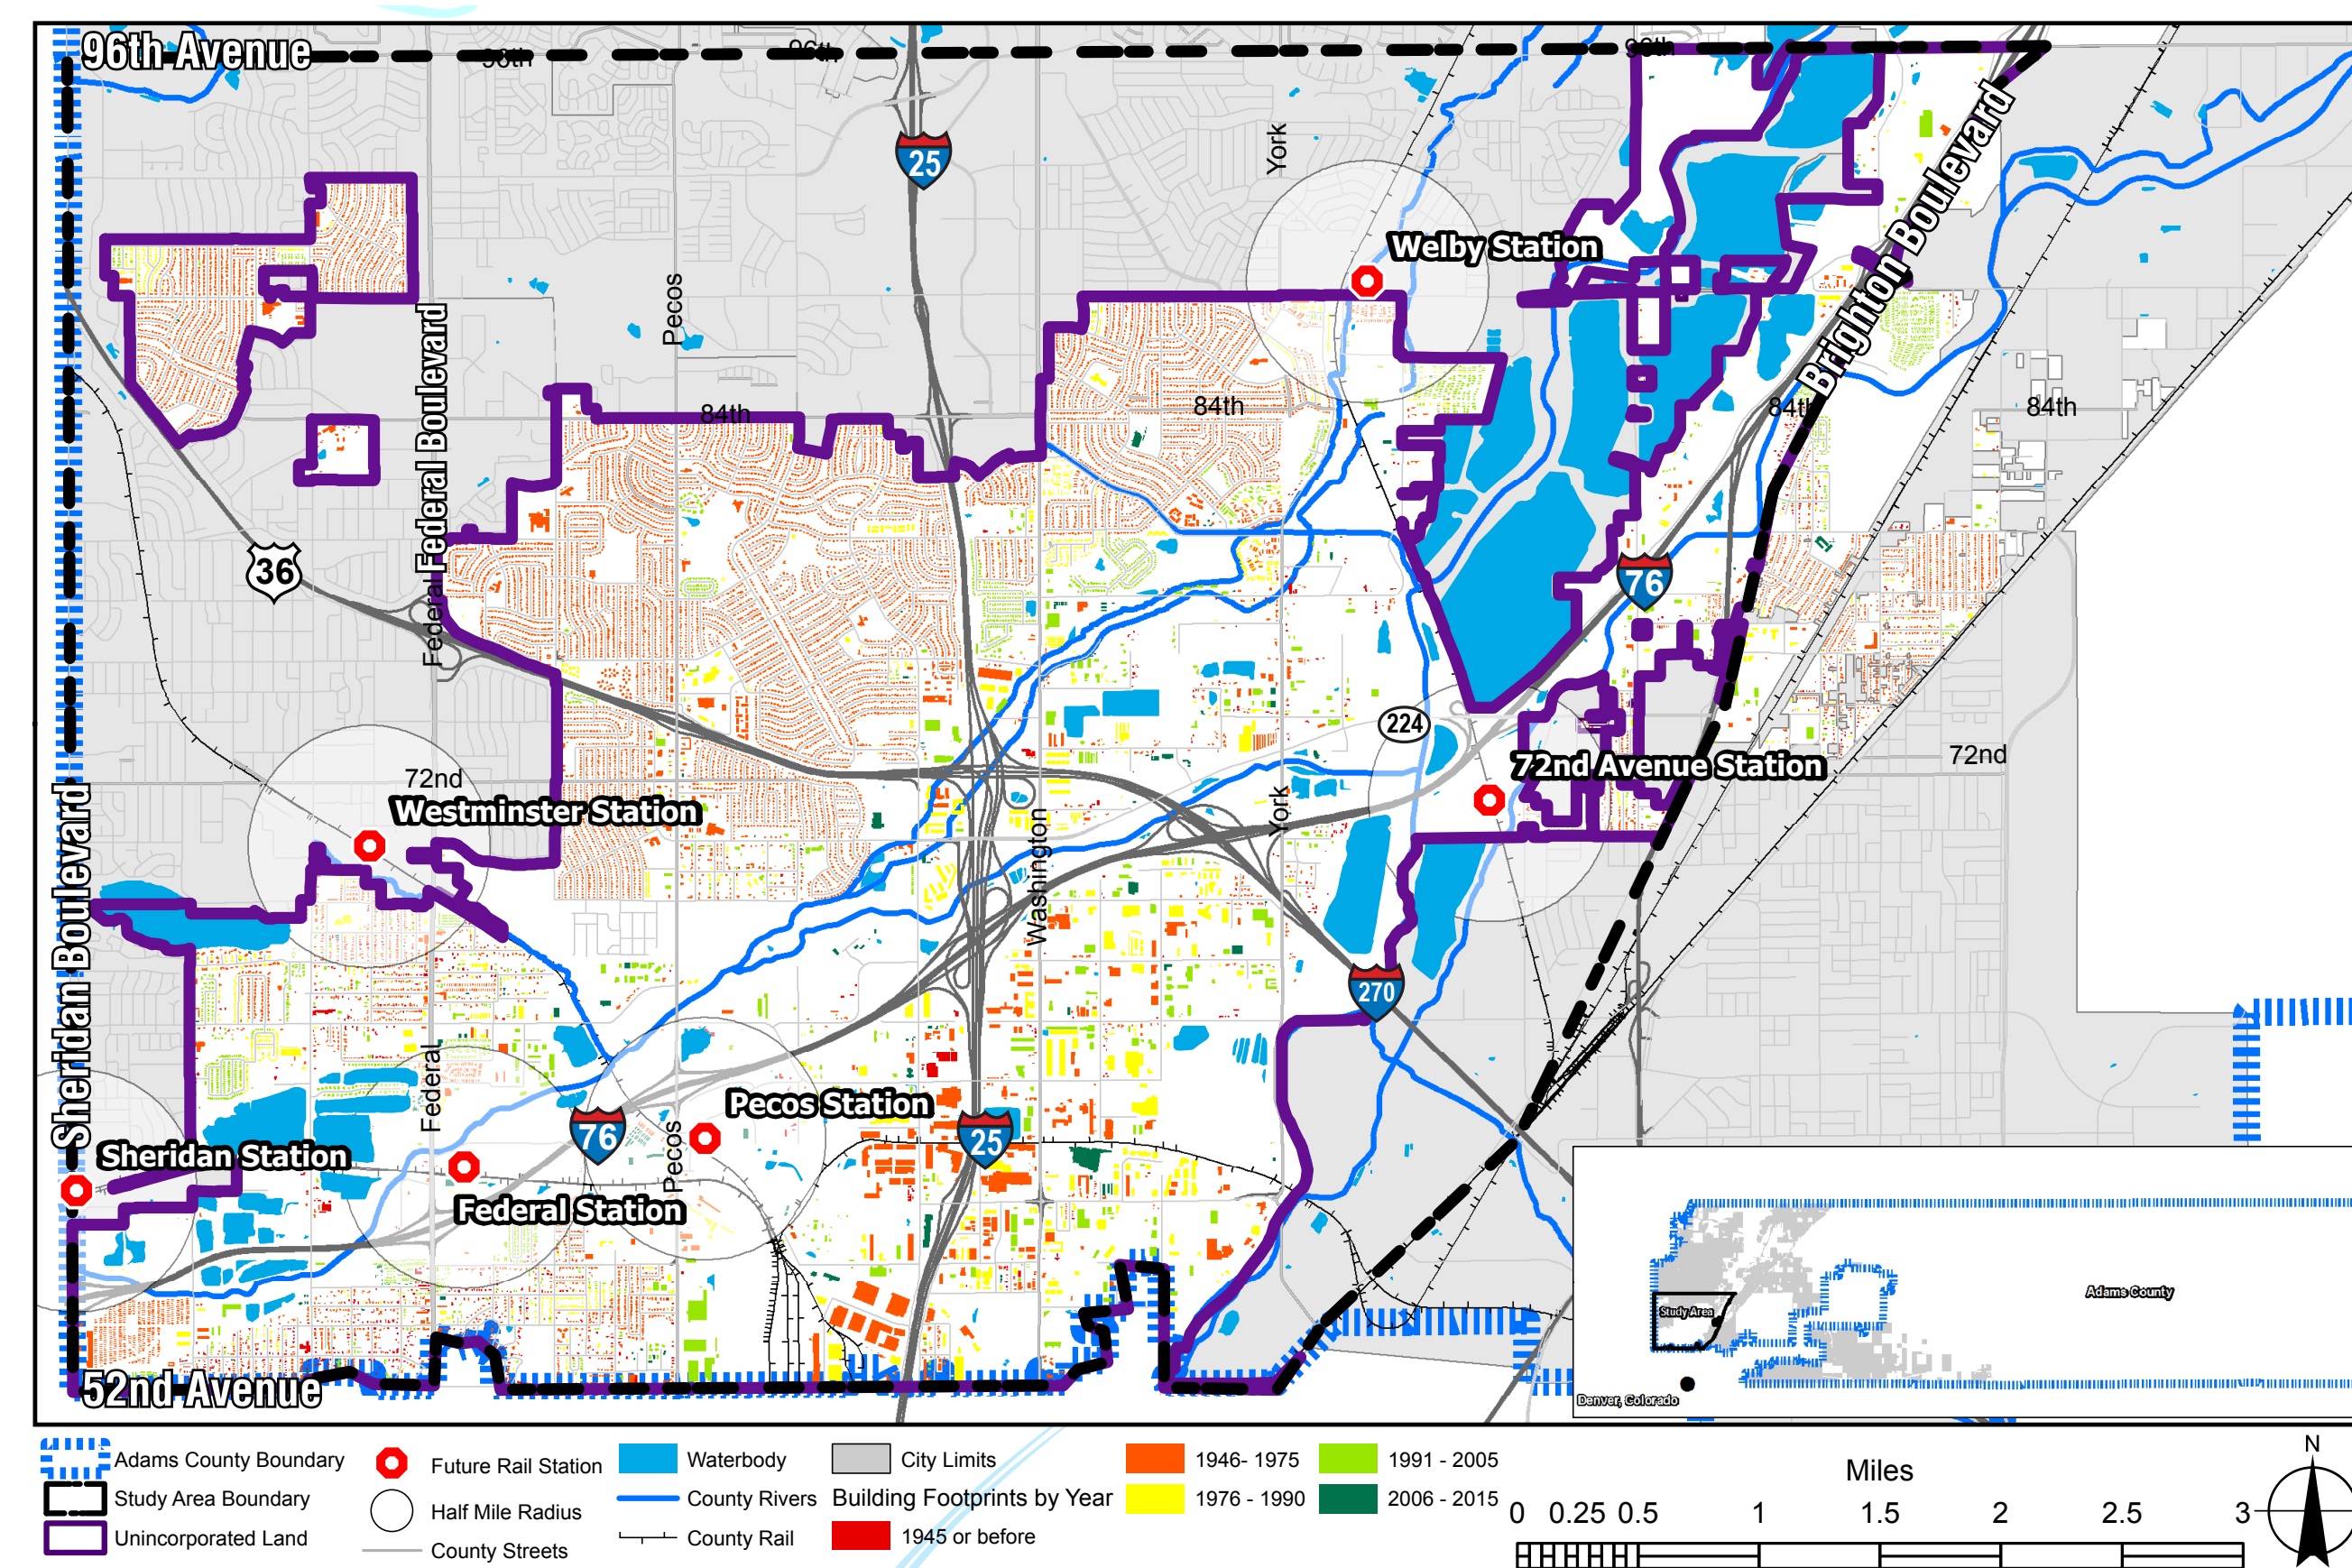 96th Avenue
96th
96th
96th
25
York
Brighton Boulevard
Welby Station
Pecos
Federal Boulevard
84th
84th
84th
84th
36
Federal
76
224
72nd
72nd Avenue Station
72nd
Westminster Station
York
Washington
Sheridan Boulevard
270
Federal
Pecos Station
76
25
Pecos
Sheridan Station
Federal Station
52nd Avenue
Adams County
Study Area
Denver, Colorado
Adams County Boundary
Study Area Boundary
Unincorporated Land
Future Rail Station
Half Mile Radius
County Streets
Waterbody
County Rivers
County Rail
City Limits
Building Footprints by Year
1945 or before
1946- 1975
1976 - 1990
1991 - 2005
2006 - 2015
Miles
0 0.25 0.5 1 1.5 2 2.5 3
N